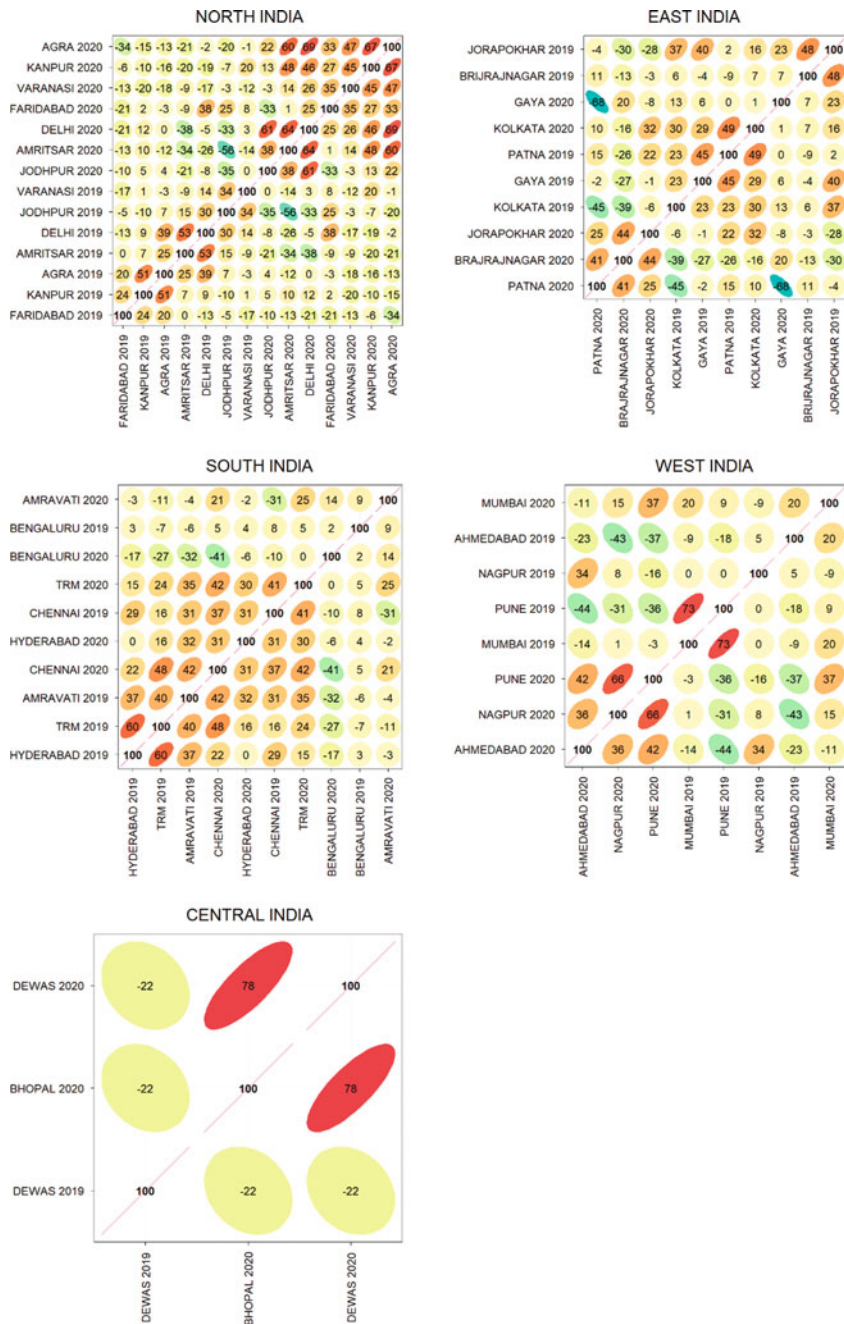 NORTH INDIA
AGRA 2020 -34 -15 -13 -21 -2 -20 -1 22 60 69 33 47 67 100
KANPUR 2020 -6 -10 -16 -20 -19 -7 20 13 48 46 27 45 100 67
VARANASI 2020 -13 -20 -18 -9 -17 -3 -12 -3 14 26 35 100 45 47
FARIDABAD 2020 -21 2 -3 -9 38 25 8 -33 1 25 100 35 27 33
DELHI 2020 -21 12 0 -38 -5 -33 3 61 64 100 25 26 46 69
AMRITSAR 2020 -13 10 -12 -34 -26 -56 -14 38 100 64 1 14 48 60
JODHPUR 2020 -10 5 4 -21 -8 -35 0 100 38 61 -33 -3 13 22
VARANASI 2019 -17 1 -3 -9 14 34 100 0 -14 3 8 -12 20 -1
JODHPUR 2019 -5 -10 7 15 30 100 34 -35 -56 -33 25 -3 -7 -20
DELHI 2019 -13 9 39 53 100 30 14 -8 -26 -5 38 -17 -19 -2
AMRITSAR 2019 0 7 25 100 53 15 -9 -21 -34 -38 -9 -9 -20 -21
AGRA 2019 20 51 100 25 39 7 -3 4 -12 0 -3 -18 -16 -13
KANPUR 2019 24 100 51 7 9 -10 1 5 10 12 2 -20 -10 -15
FARIDABAD 2019 100 24 20 0 -13 -5 -17 -10 -13 -21 -21 -13 -6 -34
FARIDABAD 2019
KANPUR 2019
AGRA 2019
AMRITSAR 2019
DELHI 2019
JODHPUR 2019
VARANASI 2019
JODHPUR 2020
AMRITSAR 2020
DELHI 2020
FARIDABAD 2020
VARANASI 2020
KANPUR 2020
AGRA 2020
EAST INDIA
JORAPOKHAR 2019 -4 -30 -28 37 40 2 16 23 48 100
BRIJRAJNAGAR 2019 11 -13 -3 6 -4 -9 7 7 100 48
GAYA 2020 -68 20 -8 13 6 0 1 100 7 23
KOLKATA 2020 10 -16 32 30 29 49 100 1 7 16
PATNA 2019 15 -26 22 23 45 100 49 0 -9 2
GAYA 2019 -2 -27 -1 23 100 45 29 6 -4 40
KOLKATA 2019 -45 -39 -6 100 23 23 30 13 6 37
JORAPOKHAR 2020 25 44 100 -6 -1 22 32 -8 -3 -28
BRAJRAJNAGAR 2020 41 100 44 -39 -27 -26 -16 20 -13 -30
PATNA 2020 100 41 25 -45 -2 15 10 -68 11 -4
PATNA 2020
BRAJRAJNAGAR 2020
JORAPOKHAR 2020
KOLKATA 2019
GAYA 2019
PATNA 2019
KOLKATA 2020
GAYA 2020
BRIJRAJNAGAR 2019
JORAPOKHAR 2019
SOUTH INDIA
AMRAVATI 2020 -3 -11 -4 21 -2 -31 25 14 9 100
BENGALURU 2019 3 -7 -6 5 4 8 5 2 100 9
BENGALURU 2020 -17 -27 -32 -41 -6 -10 0 100 2 14
TRM 2020 15 24 35 42 30 41 100 0 5 25
CHENNAI 2019 29 16 31 37 31 100 41 -10 8 -31
HYDERABAD 2020 0 16 32 31 100 31 30 -6 4 -2
CHENNAI 2020 22 48 42 100 31 37 42 -41 5 21
AMRAVATI 2019 37 40 100 42 32 31 35 -32 -6 -4
TRM 2019 60 100 40 48 16 16 24 -27 -7 -11
HYDERABAD 2019 100 60 37 22 0 29 15 -17 3 -3
HYDERABAD 2019
TRM 2019
AMRAVATI 2019
CHENNAI 2020
HYDERABAD 2020
CHENNAI 2019
TRM 2020
BENGALURU 2020
BENGALURU 2019
AMRAVATI 2020
WEST INDIA
MUMBAI 2020 -11 15 37 20 9 -9 20 100
AHMEDABAD 2019 -23 -43 -37 -9 -18 5 100 20
NAGPUR 2019 34 8 -16 0 0 100 5 -9
PUNE 2019 -44 -31 -36 73 100 0 -18 9
MUMBAI 2019 -14 1 -3 100 73 0 -9 20
PUNE 2020 42 66 100 -3 -36 -16 -37 37
NAGPUR 2020 36 100 66 1 -31 8 -43 15
AHMEDABAD 2020 100 36 42 -14 -44 34 -23 -11
AHMEDABAD 2020
NAGPUR 2020
PUNE 2020
MUMBAI 2019
PUNE 2019
NAGPUR 2019
AHMEDABAD 2019
MUMBAI 2020
CENTRAL INDIA
DEWAS 2020 -22 78 100
BHOPAL 2020 -22 100 78
DEWAS 2019 100 -22 -22
DEWAS 2019
BHOPAL 2020
DEWAS 2020